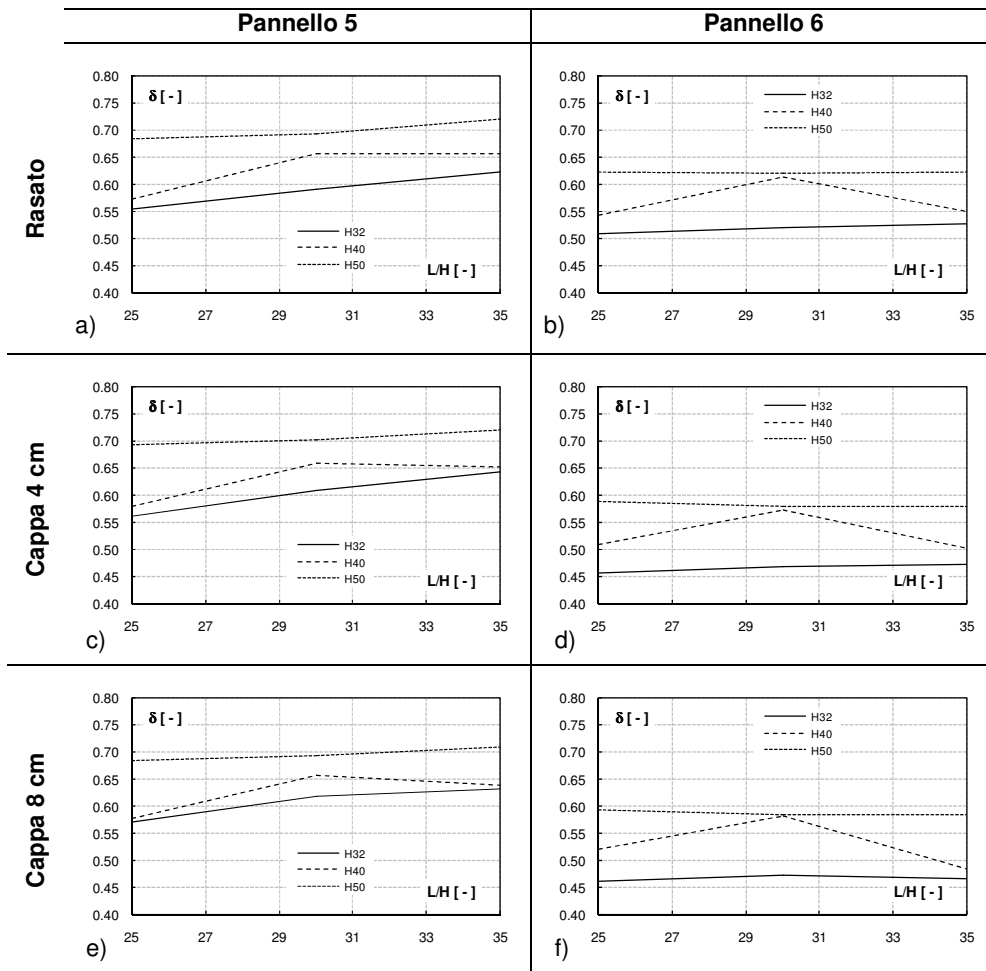 Pannello 5
Pannello 6
Rasato
δ [ - ]
0.80
0.75
0.70
0.65
0.60
0.55
0.50
0.45
0.40
H32
H40
H50
L/H [ - ]
25 27 29 31 33 35
a)
δ [ - ]
0.80
0.75
0.70
0.65
0.60
0.55
0.50
0.45
0.40
H32
H40
H50
L/H [ - ]
25 27 29 31 33 35
b)
Cappa 4 cm
δ [ - ]
0.80
0.75
0.70
0.65
0.60
0.55
0.50
0.45
0.40
H32
H40
H50
L/H [ - ]
25 27 29 31 33 35
c)
δ [ - ]
0.80
0.75
0.70
0.65
0.60
0.55
0.50
0.45
0.40
H32
H40
H50
L/H [ - ]
25 27 29 31 33 35
d)
Cappa 8 cm
δ [ - ]
0.80
0.75
0.70
0.65
0.60
0.55
0.50
0.45
0.40
H32
H40
H50
L/H [ - ]
25 27 29 31 33 35
e)
δ [ - ]
0.80
0.75
0.70
0.65
0.60
0.55
0.50
0.45
0.40
H32
H40
H50
L/H [ - ]
25 27 29 31 33 35
f)